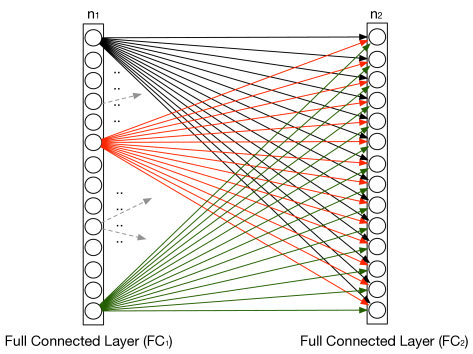 n₁
n₂
Full Connected Layer (FC₁)
Full Connected Layer (FC₂)